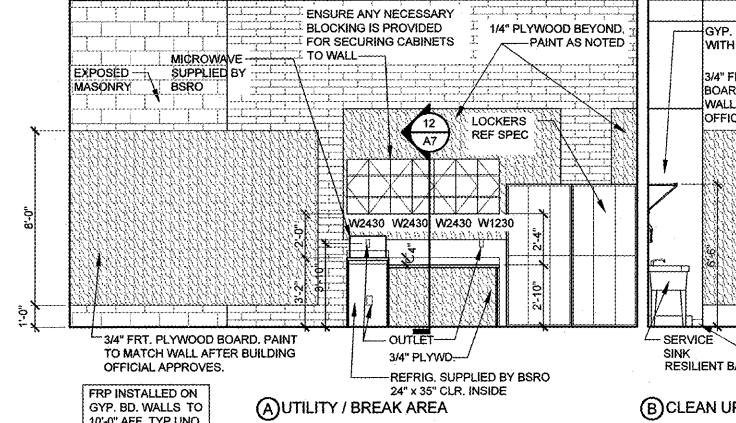 ENSURE ANY NECESSARY
BLOCKING IS PROVIDED
FOR SECURING CABINETS
TO WALL
1/4" PLYWOOD BEYOND,
PAINT AS NOTED
GYP.
WITH
MICROWAVE
SUPPLIED BY
BSRO
EXPOSED
MASONRY
3/4"
BOAR
WALL
OFFIC
12
A7
LOCKERS
REF SPEC
8'-0"
1'-0"
W2430 W2430 W2430 W1230
2'-0"
3'-2"
4"
2'-4"
2'-10"
6'-6"
3/4" FRT. PLYWOOD BOARD. PAINT
TO MATCH WALL AFTER BUILDING
OFFICIAL APPROVES.
OUTLET
3/4" PLYWD.
REFRIG. SUPPLIED BY BSRO
24" x 35" CLR. INSIDE
SERVICE
SINK
RESILIENT BA
FRP INSTALLED ON
GYP. BD. WALLS TO
10'-0" AFF, TYP UNO
A UTILITY / BREAK AREA
B CLEAN UP